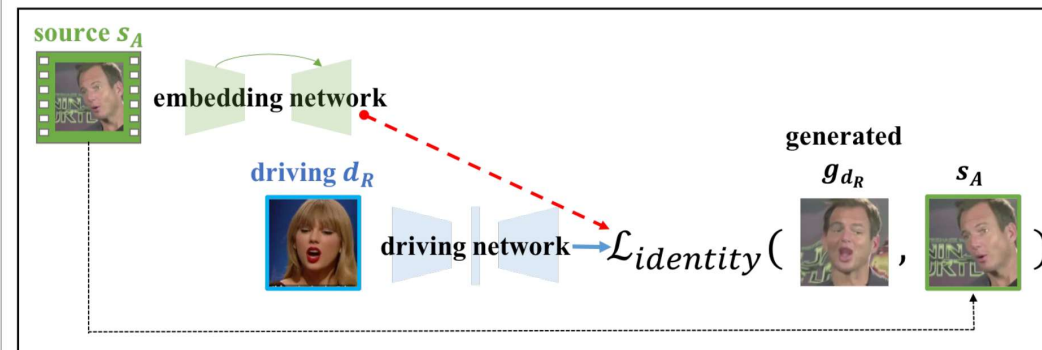 source s_A
embedding network
driving d_R
driving network
ℒ_identity( , )
generated
g_{d_R}
s_A